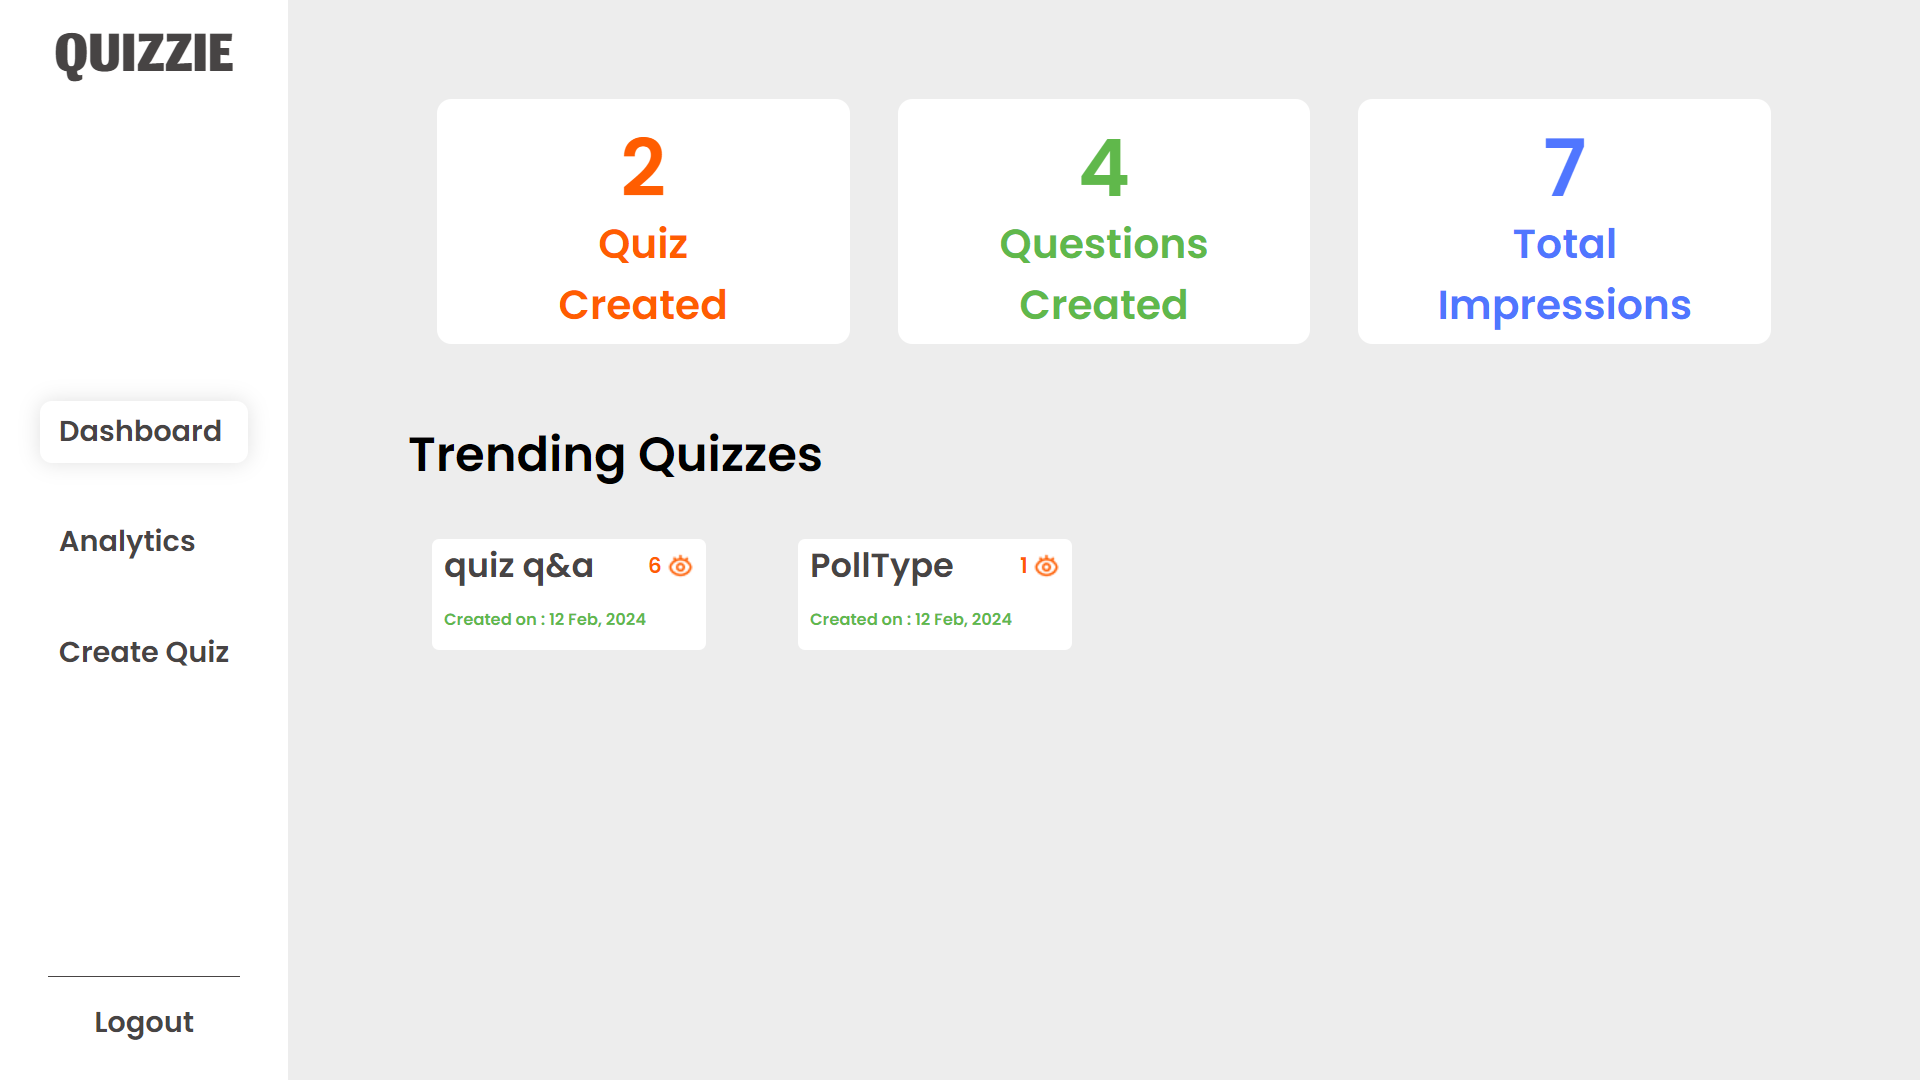 QUIZZIE
Dashboard
Analytics
Create Quiz
Logout
2
Quiz
Created
4
Questions
Created
7
Total
Impressions
Trending Quizzes
quiz q&a 6
Created on : 12 Feb, 2024
PollType 1
Created on : 12 Feb, 2024